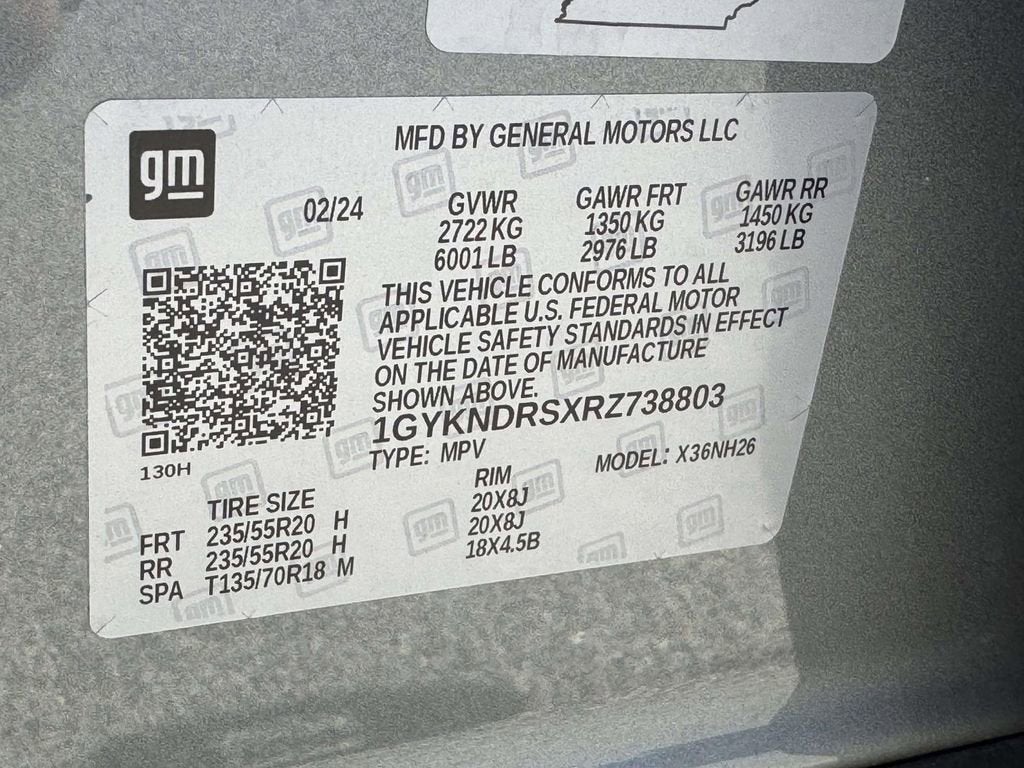 gm
MFD BY GENERAL MOTORS LLC
02/24
GVWR GAWR FRT GAWR RR
2722 KG 1350 KG 1450 KG
6001 LB 2976 LB 3196 LB
THIS VEHICLE CONFORMS TO ALL
APPLICABLE U.S. FEDERAL MOTOR
VEHICLE SAFETY STANDARDS IN EFFECT
ON THE DATE OF MANUFACTURE
SHOWN ABOVE.
1GYKNDRSXRZ738803
130H
TYPE: MPV MODEL: X36NH26
TIRE SIZE RIM
FRT 235/55R20 H 20X8J
RR 235/55R20 H 20X8J
SPA T135/70R18 M 18X4.5B